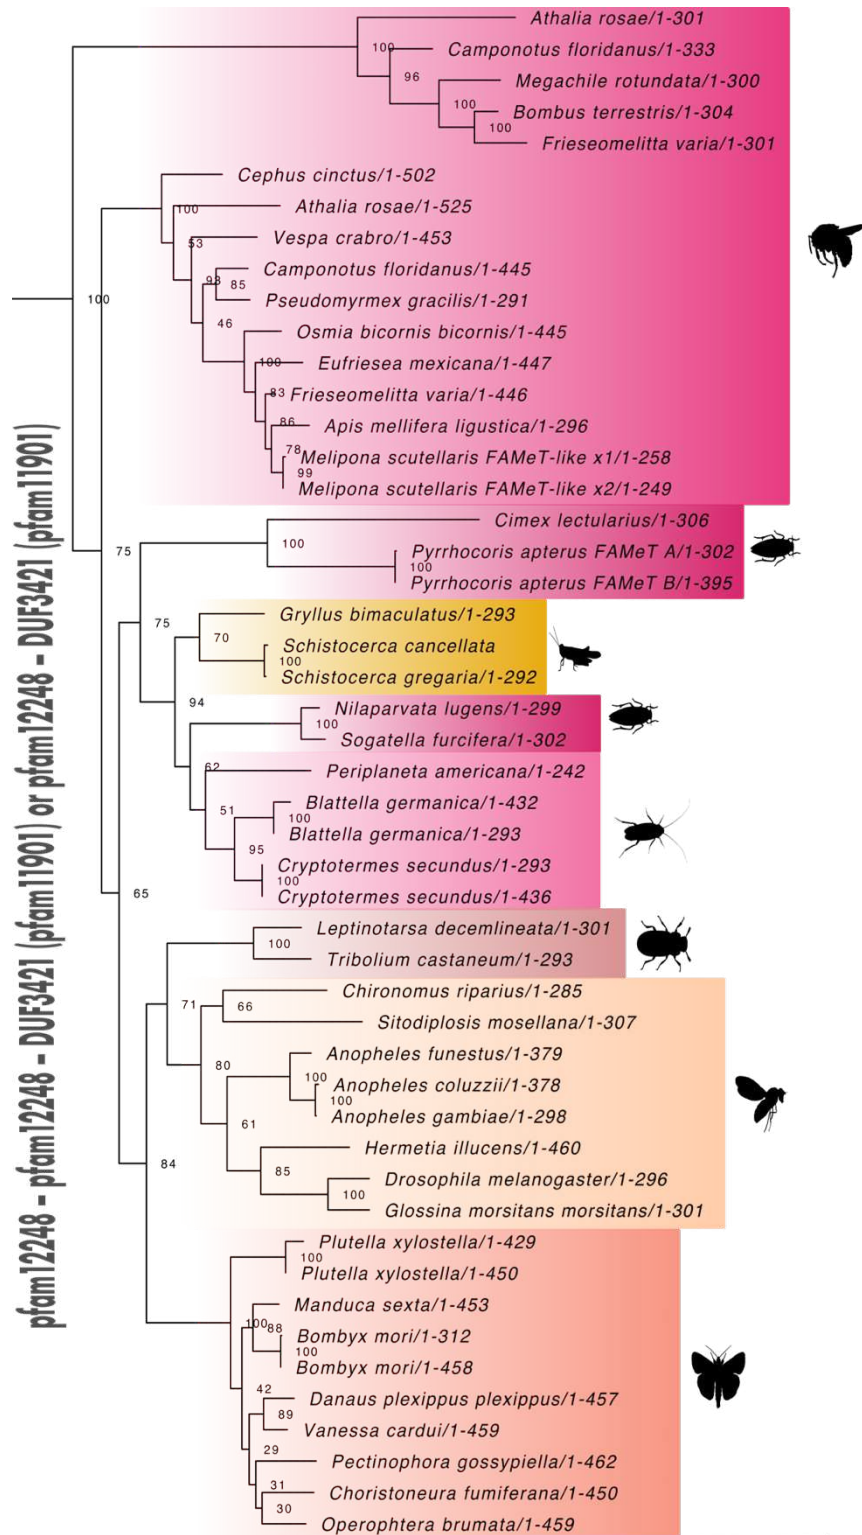 pfam12248 - pfam12248 - DUF3421 (pfam11901) or pfam12248 - DUF3421 (pfam11901)
Athalia rosae/1-301
100
Camponotus floridanus/1-333
96
Megachile rotundata/1-300
100
Bombus terrestris/1-304
100
Frieseomelitta varia/1-301
Cephus cinctus/1-502
100
Athalia rosae/1-525
53
Vespa crabro/1-453
93
Camponotus floridanus/1-445
85
100
Pseudomyrmex gracilis/1-291
46
Osmia bicornis bicornis/1-445
100
Eufriesea mexicana/1-447
83
Frieseomelitta varia/1-446
86
Apis mellifera ligustica/1-296
78
Melipona scutellaris FAMeT-like x1/1-258
99
Melipona scutellaris FAMeT-like x2/1-249
Cimex lectularius/1-306
75
100
Pyrrhocoris apterus FAMeT A/1-302
100
Pyrrhocoris apterus FAMeT B/1-395
Gryllus bimaculatus/1-293
75
70
Schistocerca cancellata
100
Schistocerca gregaria/1-292
94
Nilaparvata lugens/1-299
100
Sogatella furcifera/1-302
62
Periplaneta americana/1-242
51
Blattella germanica/1-432
100
Blattella germanica/1-293
95
Cryptotermes secundus/1-293
100
Cryptotermes secundus/1-436
65
Leptinotarsa decemlineata/1-301
100
Tribolium castaneum/1-293
Chironomus riparius/1-285
71
66
Sitodiplosis mosellana/1-307
80
Anopheles funestus/1-379
100
Anopheles coluzzii/1-378
100
Anopheles gambiae/1-298
61
Hermetia illucens/1-460
84
85
Drosophila melanogaster/1-296
100
Glossina morsitans morsitans/1-301
Plutella xylostella/1-429
100
Plutella xylostella/1-450
Manduca sexta/1-453
100
88
Bombyx mori/1-312
100
Bombyx mori/1-458
42
Danaus plexippus plexippus/1-457
89
Vanessa cardui/1-459
29
Pectinophora gossypiella/1-462
31
Choristoneura fumiferana/1-450
30
Operophtera brumata/1-459